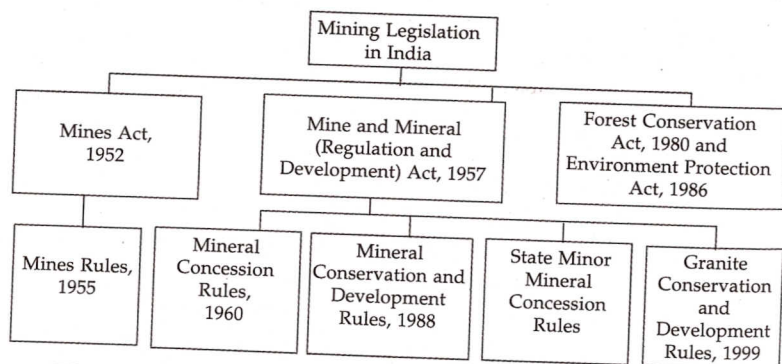 Mining Legislation
in India
Mines Act,
1952
Mine and Mineral
(Regulation and
Development) Act, 1957
Forest Conservation
Act, 1980 and
Environment Protection
Act, 1986
Mines Rules,
1955
Mineral
Concession
Rules,
1960
Mineral
Conservation and
Development
Rules, 1988
State Minor
Mineral
Concession
Rules
Granite
Conservation
and
Development
Rules, 1999